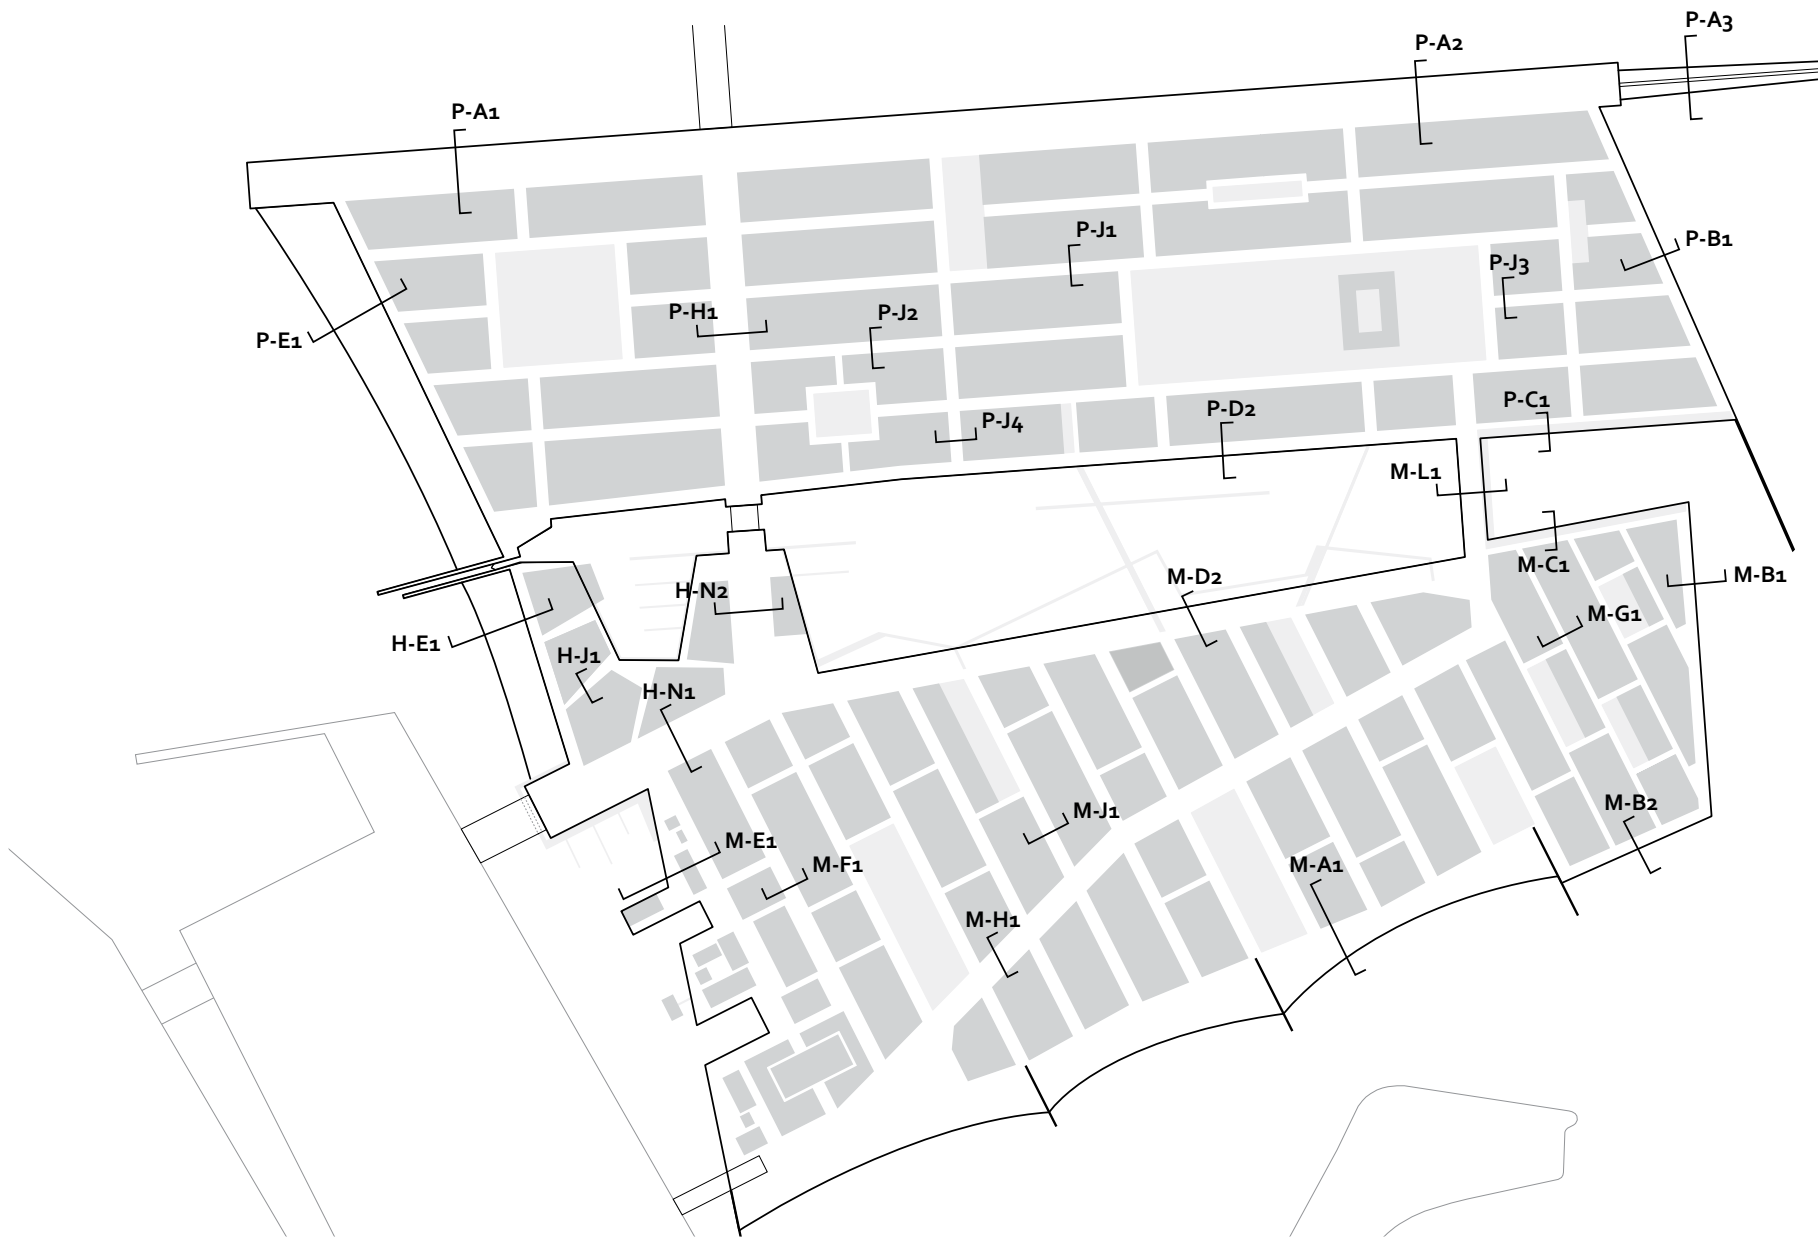 P-A3
P-A2
P-A1
P-J1
P-B1
P-J3
P-H1
P-J2
P-E1
P-C1
P-D2
P-J4
M-L1
M-C1
M-B1
M-D2
H-N2
M-G1
H-E1
H-J1
H-N1
M-B2
M-J1
M-E1
M-F1
M-A1
M-H1